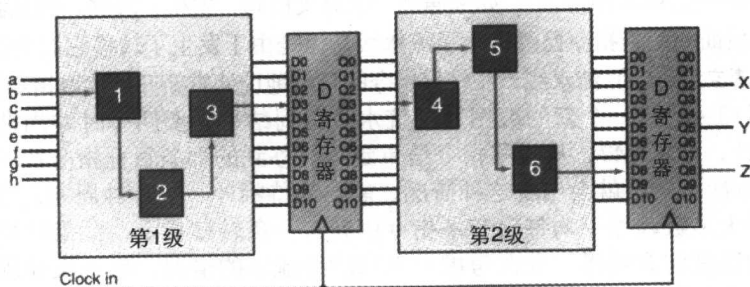 a
b
c
d
e
f
g
h
1
2
3
第1级
D0
D1
D2
D3
D4
D5
D6
D7
D8
D9
D10
D
寄
存
器
Q0
Q1
Q2
Q3
Q4
Q5
Q6
Q7
Q8
Q9
Q10
4
5
6
第2级
D0
D1
D2
D3
D4
D5
D6
D7
D8
D9
D10
D
寄
存
器
Q0
Q1
Q2
Q3
Q4
Q5
Q6
Q7
Q8
Q9
Q10
X
Y
Z
Clock in